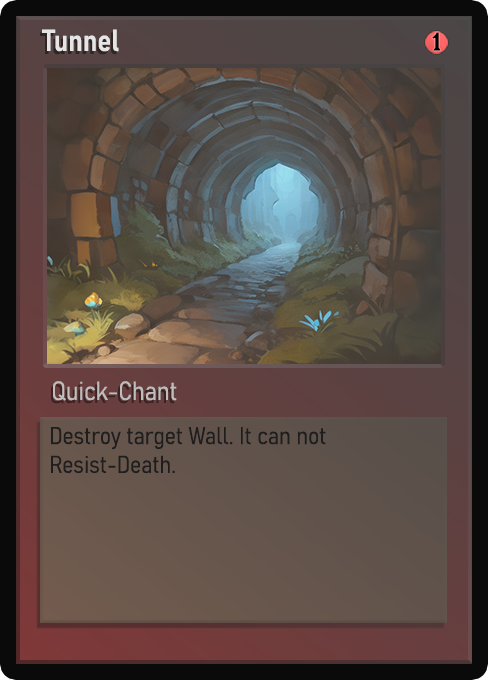 Tunnel
1
Quick-Chant
Destroy target Wall. It can not
Resist-Death.